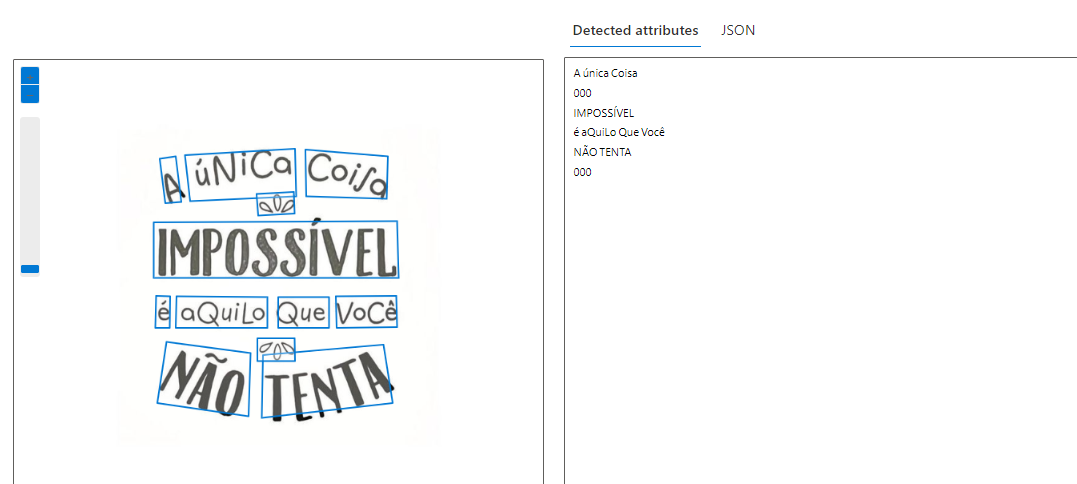 Detected attributes JSON
A úNiCa Coisa
IMPOSSÍVEL
é aQuiLo Que VoCê
NÃO TENTA
A única Coisa
000
IMPOSSÍVEL
é aQuiLo Que Você
NÃO TENTA
000